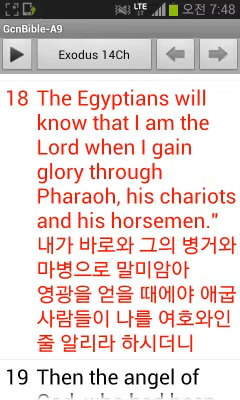 LTE 오전 7:48
GcnBible-A9
Exodus 14Ch
18 The Egyptians will
know that I am the
Lord when I gain
glory through
Pharaoh, his chariots
and his horsemen."
내가 바로와 그의 병거와
마병으로 말미암아
영광을 얻을 때에야 애굽
사람들이 나를 여호와인
줄 알리라 하시더니
19 Then the angel of
God, who had been